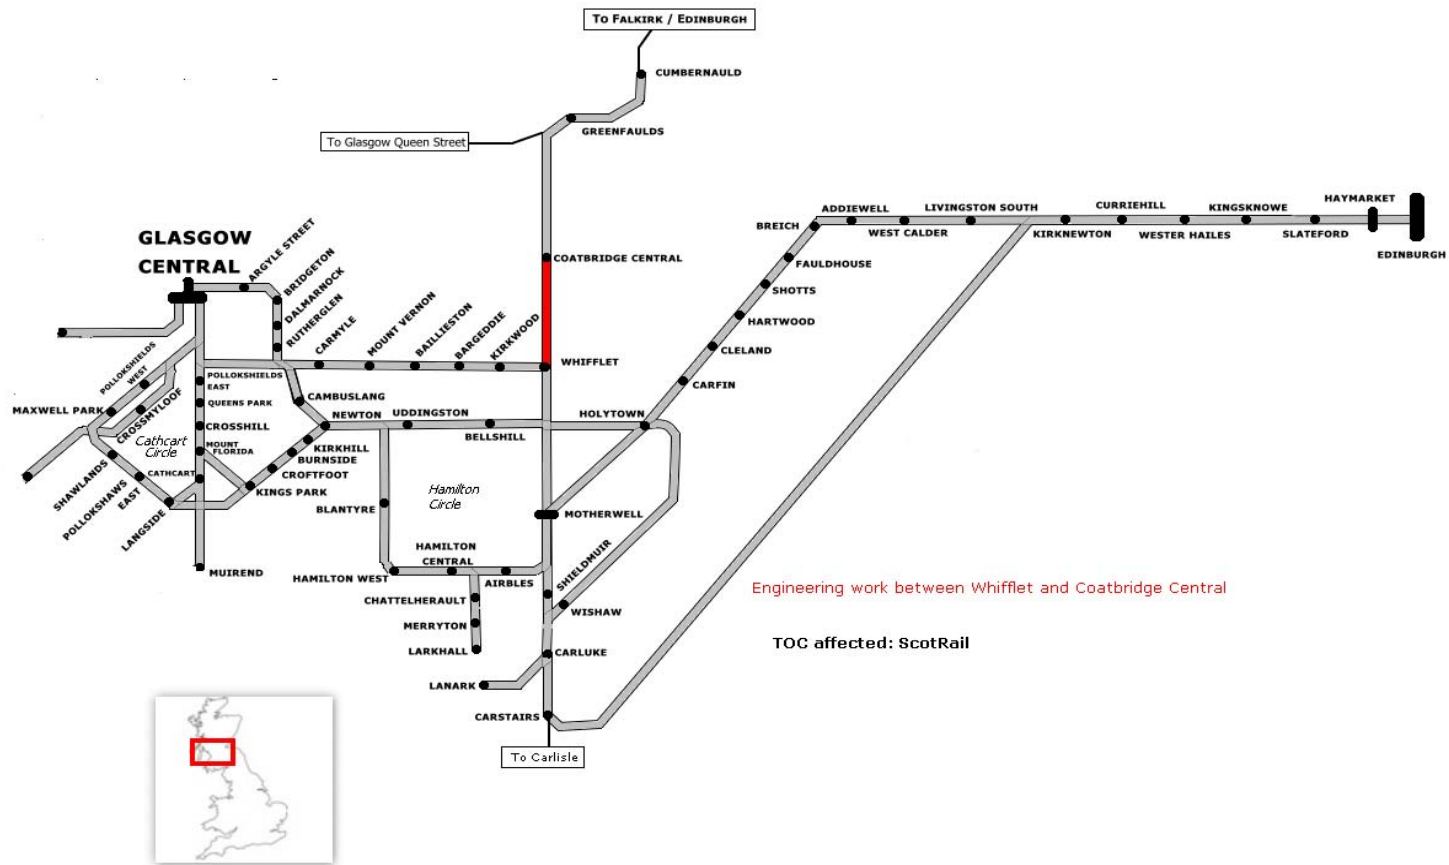 To Falkirk / Edinburgh
CUMBERNAULD
GREENFAULDS
To Glasgow Queen Street
GLASGOW
CENTRAL
ARGYLE STREET
BRIDGETON
DALMARNOCK
RUTHERGLEN
CARMYLE
MOUNT VERNON
BAILLIESTON
BARGEDDIE
KIRKWOOD
COATBRIDGE CENTRAL
WHIFFLET
ADDIEWELL
LIVINGSTON SOUTH
CURRIEHILL
KINGSKNOWE
HAYMARKET
BREICH
WEST CALDER
KIRKNEWTON
WESTER HAILES
SLATEFORD
EDINBURGH
FAULDHOUSE
SHOTTS
HARTWOOD
CLELAND
CARFIN
HOLYTOWN
POLLOKSHIELDS
WEST
MAXWELL PARK
CROSSMYLOOF
POLLOKSHIELDS
EAST
QUEENS PARK
CROSSHILL
MOUNT
FLORIDA
Cathcart
Circle
CATHCART
SHAWLANDS
POLLOKSHAWS
EAST
LANGSIDE
MUIREND
CAMBUSLANG
NEWTON
KIRKHILL
BURNSIDE
CROFTFOOT
KINGS PARK
UDDINGSTON
BELLSHILL
BLANTYRE
Hamilton
Circle
MOTHERWELL
HAMILTON
CENTRAL
HAMILTON WEST
AIRBLES
SHIELDMUIR
CHATTELHERAULT
MERRYTON
LARKHALL
WISHAW
CARLUKE
LANARK
CARSTAIRS
To Carlisle
Engineering work between Whifflet and Coatbridge Central
TOC affected: ScotRail